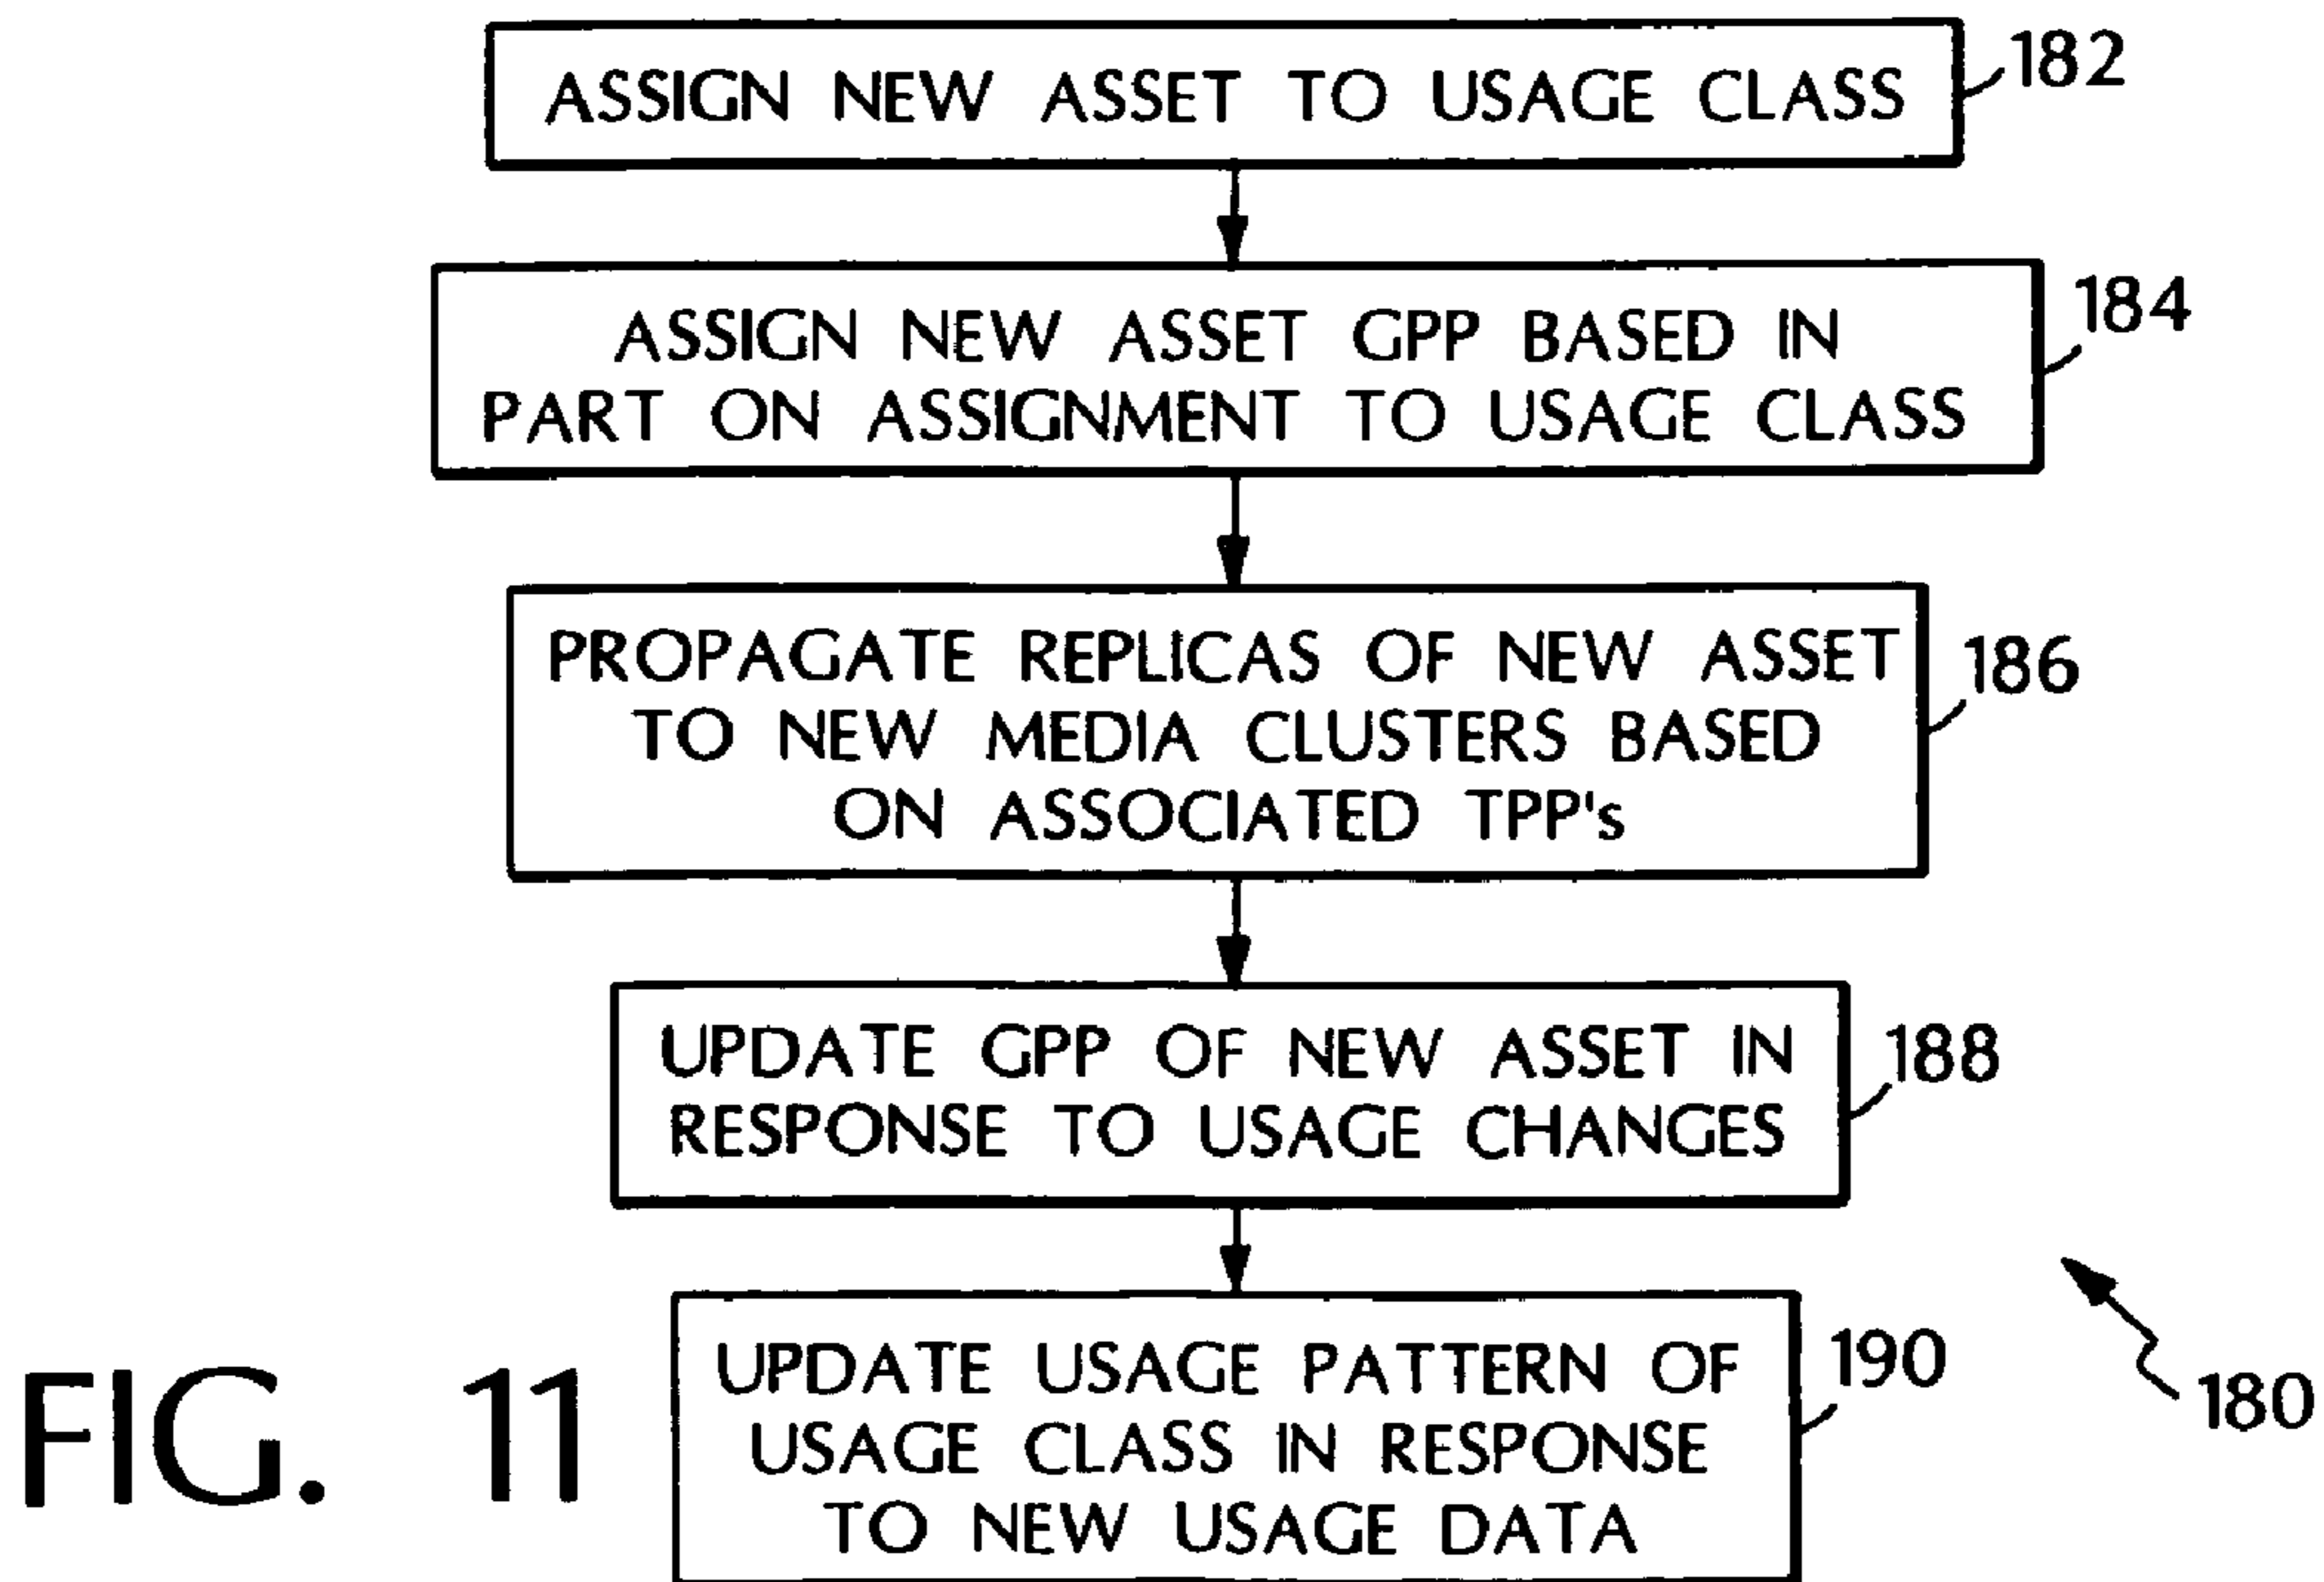 ASSIGN NEW ASSET TO USAGE CLASS
182
ASSIGN NEW ASSET GPP BASED IN
PART ON ASSIGNMENT TO USAGE CLASS
184
PROPAGATE REPLICAS OF NEW ASSET
TO NEW MEDIA CLUSTERS BASED
ON ASSOCIATED TPP's
186
UPDATE GPP OF NEW ASSET IN
RESPONSE TO USAGE CHANGES
188
UPDATE USAGE PATTERN OF
USAGE CLASS IN RESPONSE
TO NEW USAGE DATA
190
180
FIG. 11